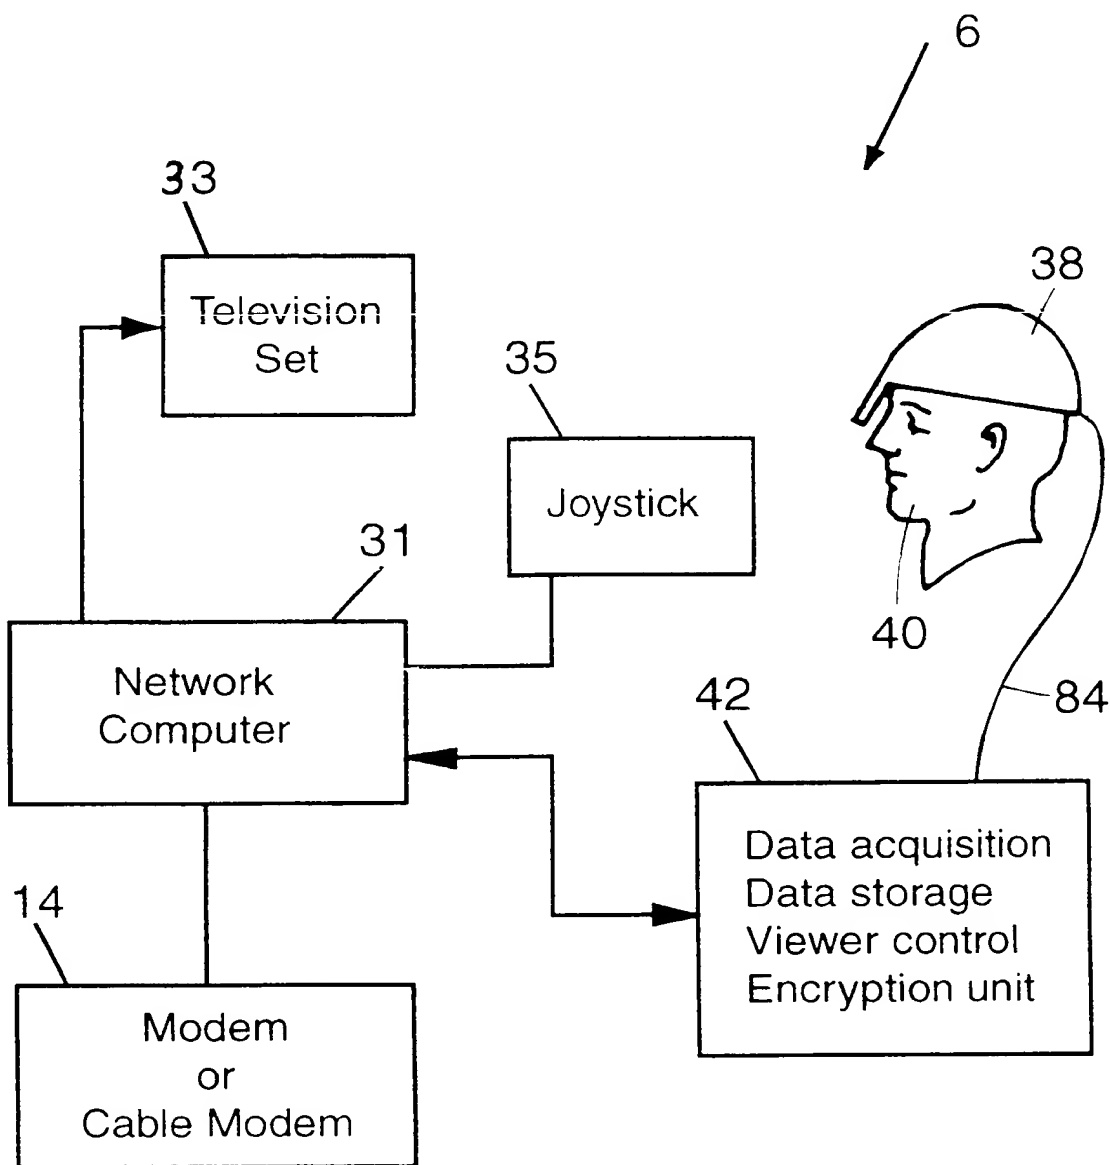 6
33
Television
Set
38
35
Joystick
31
Network
Computer
40
84
42
Data acquisition
Data storage
Viewer control
Encryption unit
14
Modem
or
Cable Modem